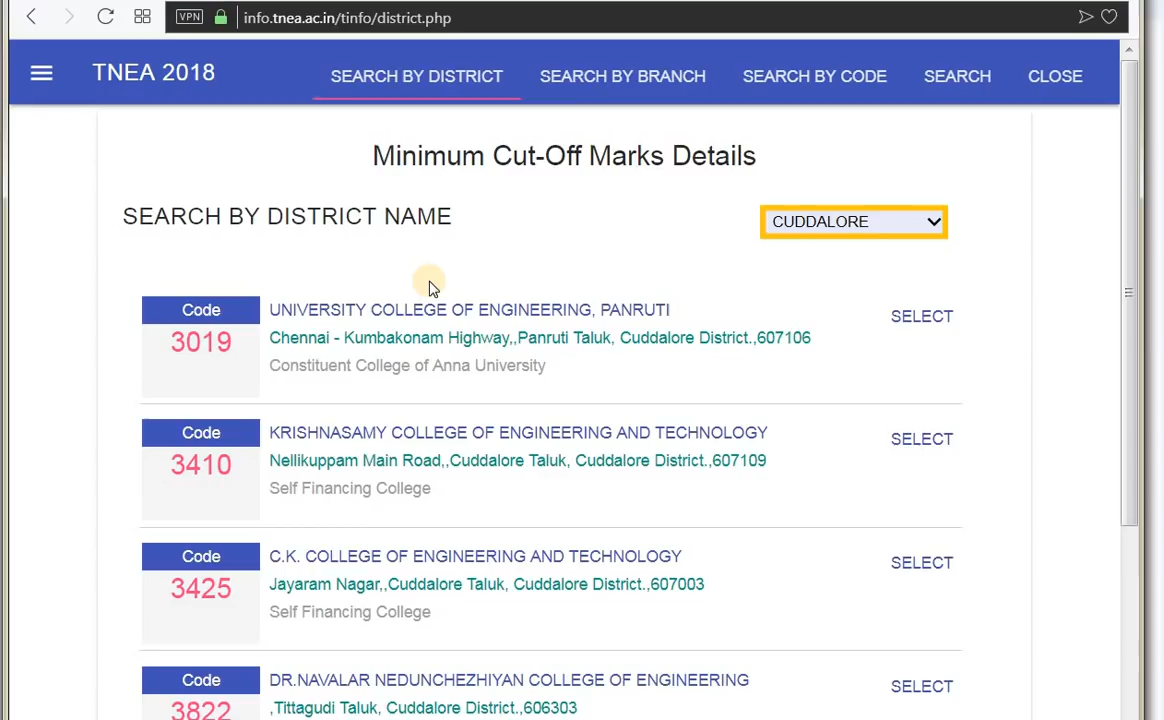 VPN info.tnea.ac.in/tinfo/district.php
TNEA 2018 SEARCH BY DISTRICT SEARCH BY BRANCH SEARCH BY CODE SEARCH CLOSE
Minimum Cut-Off Marks Details
SEARCH BY DISTRICT NAME CUDDALORE
Code UNIVERSITY COLLEGE OF ENGINEERING, PANRUTI SELECT
3019 Chennai - Kumbakonam Highway,,Panruti Taluk, Cuddalore District.,607106
Constituent College of Anna University
Code KRISHNASAMY COLLEGE OF ENGINEERING AND TECHNOLOGY SELECT
3410 Nellikuppam Main Road,,Cuddalore Taluk, Cuddalore District.,607109
Self Financing College
Code C.K. COLLEGE OF ENGINEERING AND TECHNOLOGY SELECT
3425 Jayaram Nagar,,Cuddalore Taluk, Cuddalore District.,607003
Self Financing College
Code DR.NAVALAR NEDUNCHEZHIYAN COLLEGE OF ENGINEERING SELECT
3822 ,Tittagudi Taluk, Cuddalore District.,606303